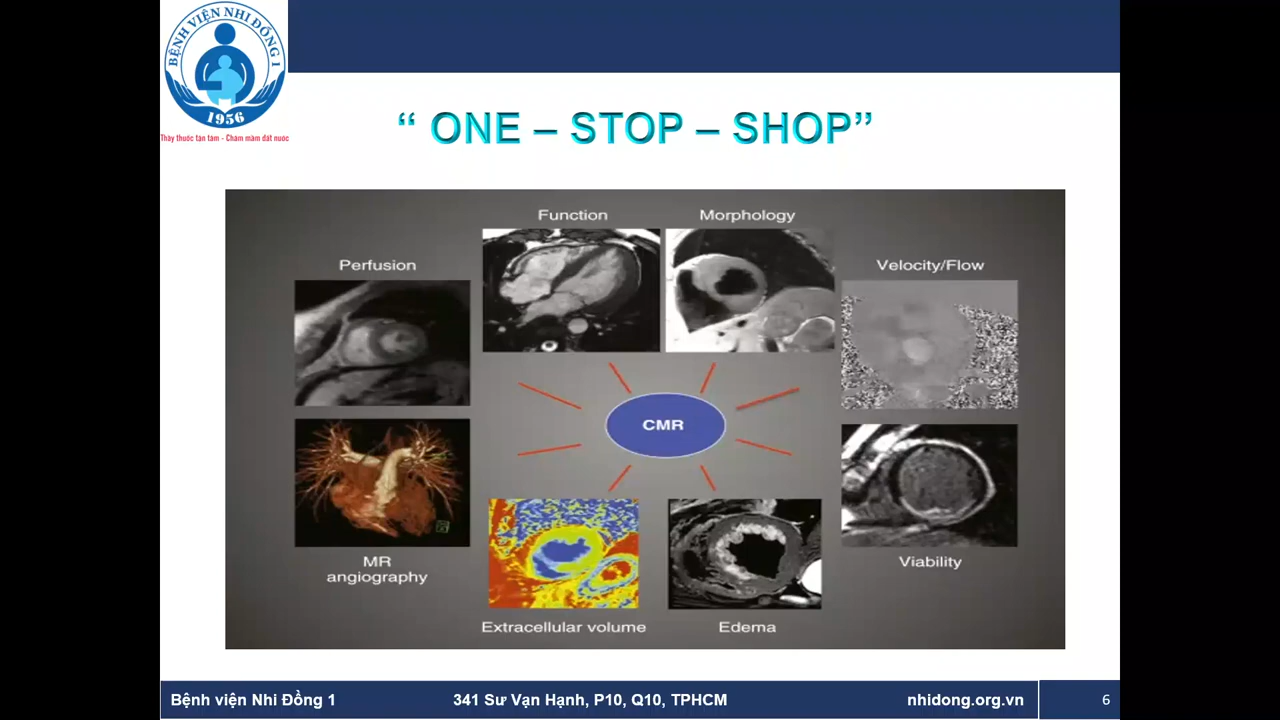 BỆNH VIỆN NHI ĐỒNG 1
1956
Thầy thuốc tận tâm - Chăm mầm đất nước
“ ONE – STOP – SHOP”
Function
Morphology
Perfusion
Velocity/Flow
CMR
MR
angiography
Viability
Extracellular volume
Edema
Bệnh viện Nhi Đồng 1
341 Sư Vạn Hạnh, P10, Q10, TPHCM
nhidong.org.vn
6